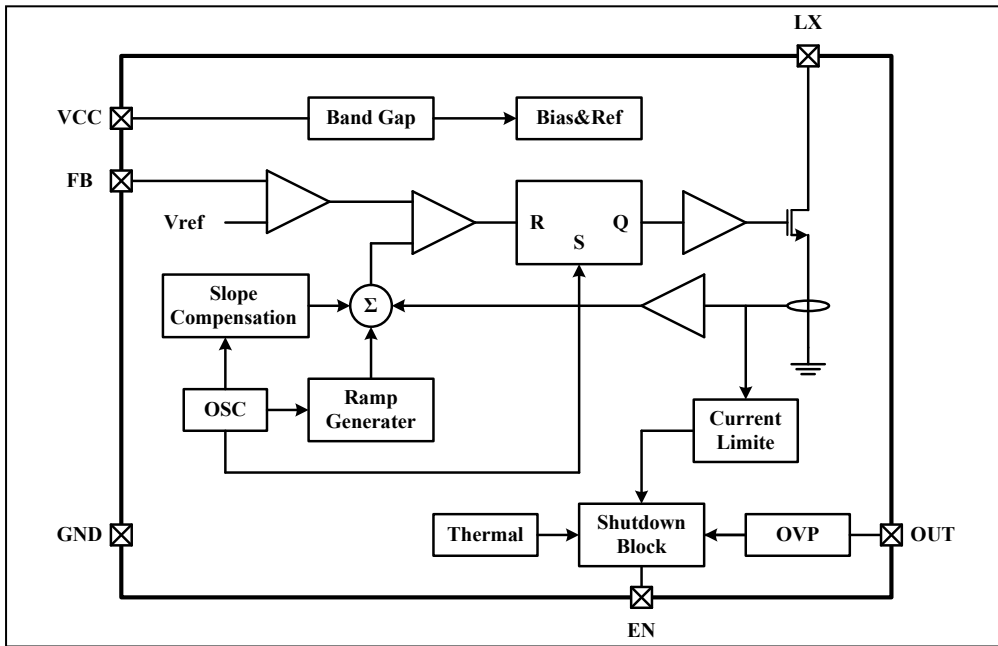 LX
VCC
Band Gap
Bias&Ref
FB
Vref
R
Q
S
Slope
Compensation
Σ
OSC
Ramp
Generater
Current
Limite
GND
Thermal
Shutdown
Block
OVP
OUT
EN